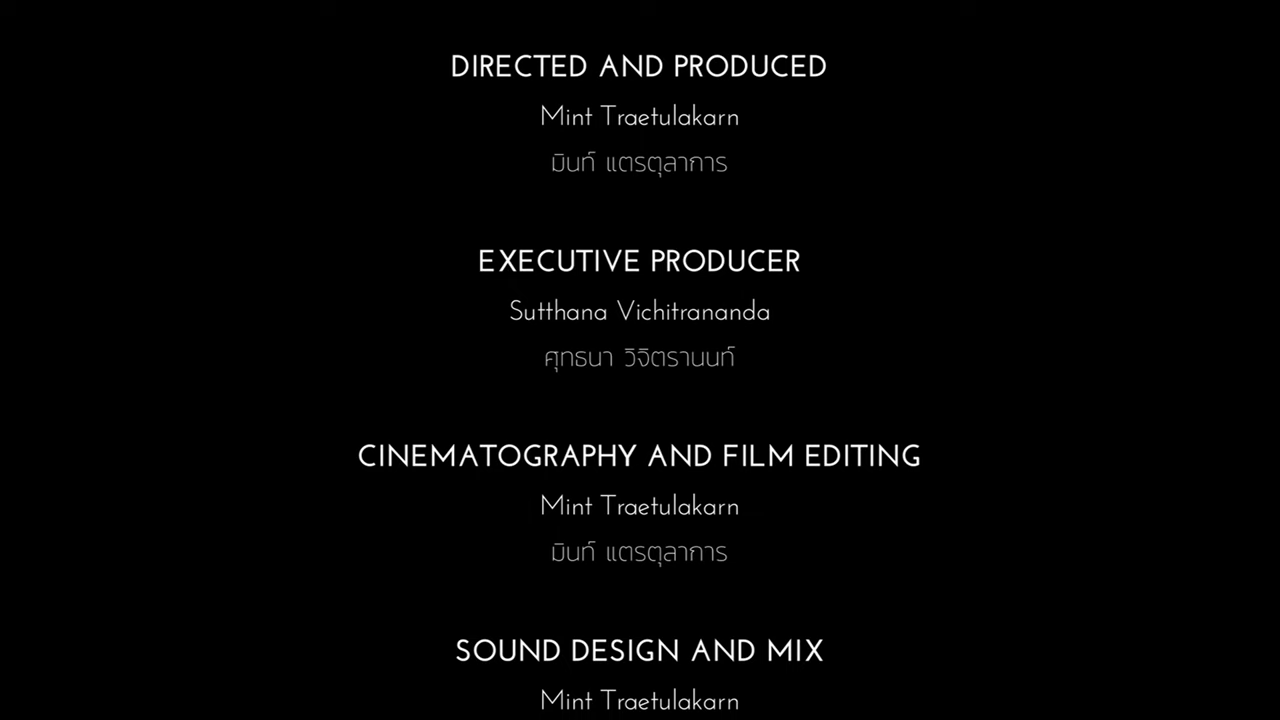 DIRECTED AND PRODUCED
Mint Traetulakarn
มินท์ แตรตุลาการ
EXECUTIVE PRODUCER
Sutthana Vichitrananda
ศุทธนา วิจิตรานนท์
CINEMATOGRAPHY AND FILM EDITING
Mint Traetulakarn
มินท์ แตรตุลาการ
SOUND DESIGN AND MIX
Mint Traetulakarn